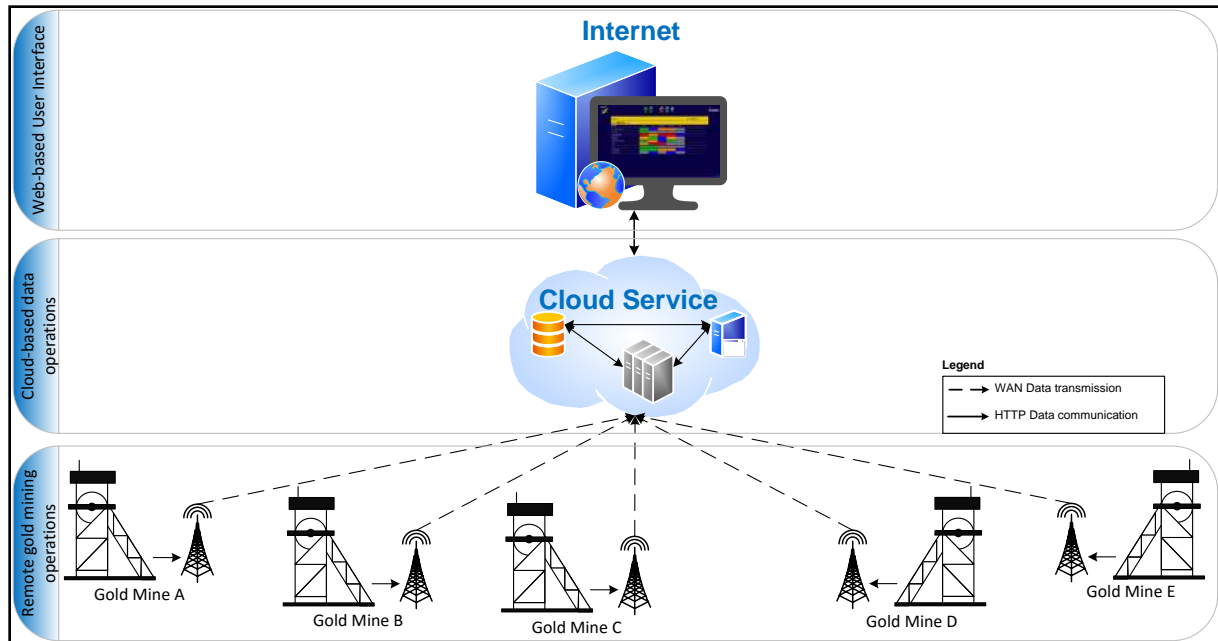 Web-based User Interface
Internet
Cloud-based data
operations
Cloud Service
Legend
WAN Data transmission
HTTP Data communication
Remote gold mining
operations
Gold Mine A
Gold Mine B
Gold Mine C
Gold Mine D
Gold Mine E